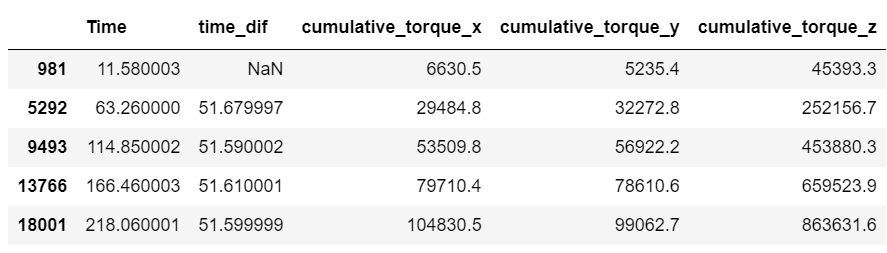 Time time_dif cumulative_torque_x cumulative_torque_y cumulative_torque_z
981 11.580003 NaN 6630.5 5235.4 45393.3
5292 63.260000 51.679997 29484.8 32272.8 252156.7
9493 114.850002 51.590002 53509.8 56922.2 453880.3
13766 166.460003 51.610001 79710.4 78610.6 659523.9
18001 218.060001 51.599999 104830.5 99062.7 863631.6